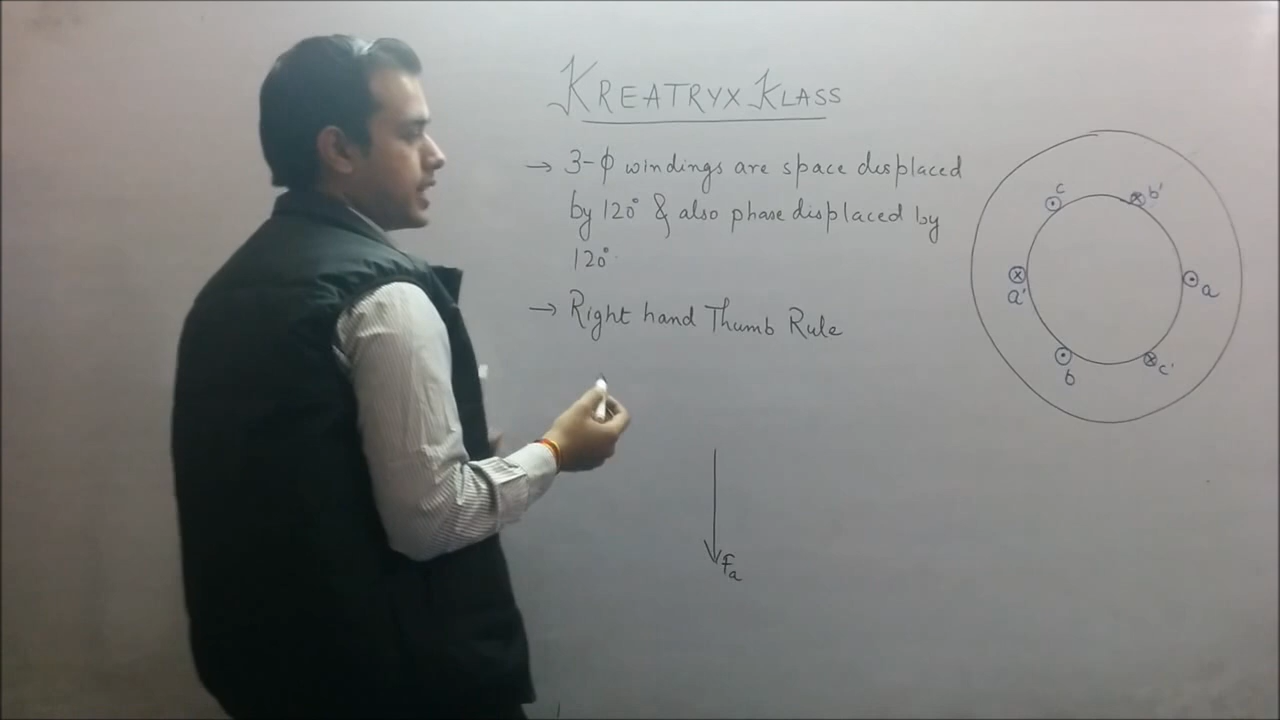 KREATRYX KLASS
→ 3-ϕ windings are space displaced
by 120° & also phase displaced by
120°.
→ Right hand Thumb Rule
c
b'
a'
a
b
c'
Fa